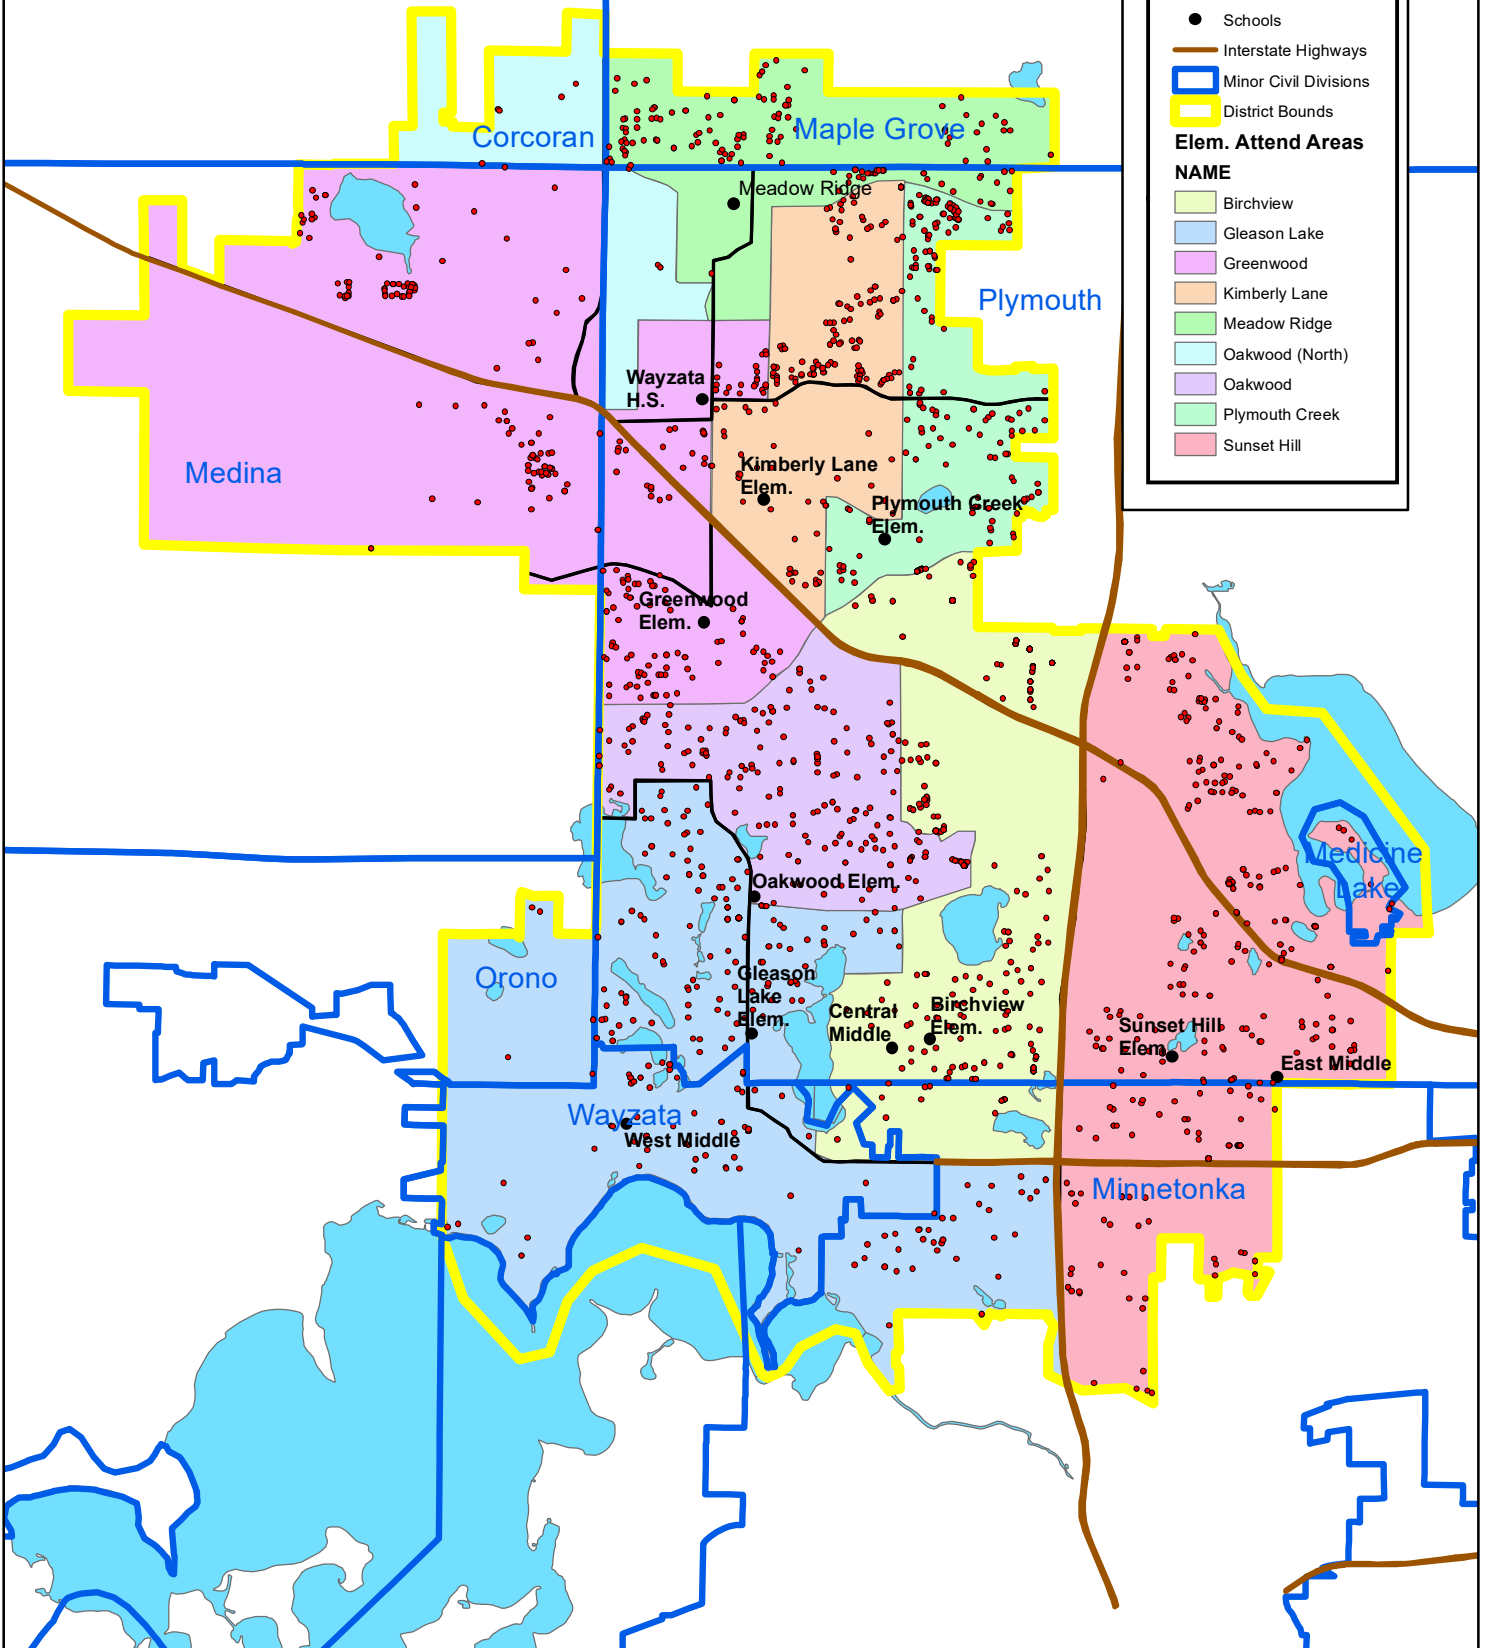 Schools
Interstate Highways
Minor Civil Divisions
District Bounds
Elem. Attend Areas
NAME
Birchview
Gleason Lake
Greenwood
Kimberly Lane
Meadow Ridge
Oakwood (North)
Oakwood
Plymouth Creek
Sunset Hill
Corcoran
Maple Grove
Meadow Ridge
Plymouth
Wayzata
H.S.
Medina
Kimberly Lane
Elem.
Plymouth Creek
Elem.
Greenwood
Elem.
Medicine
Lake
Oakwood Elem.
Orono
Gleason
Lake
Elem.
Central
Middle
Birchview
Elem.
Sunset Hill
Elem.
East Middle
Wayzata
West Middle
Minnetonka